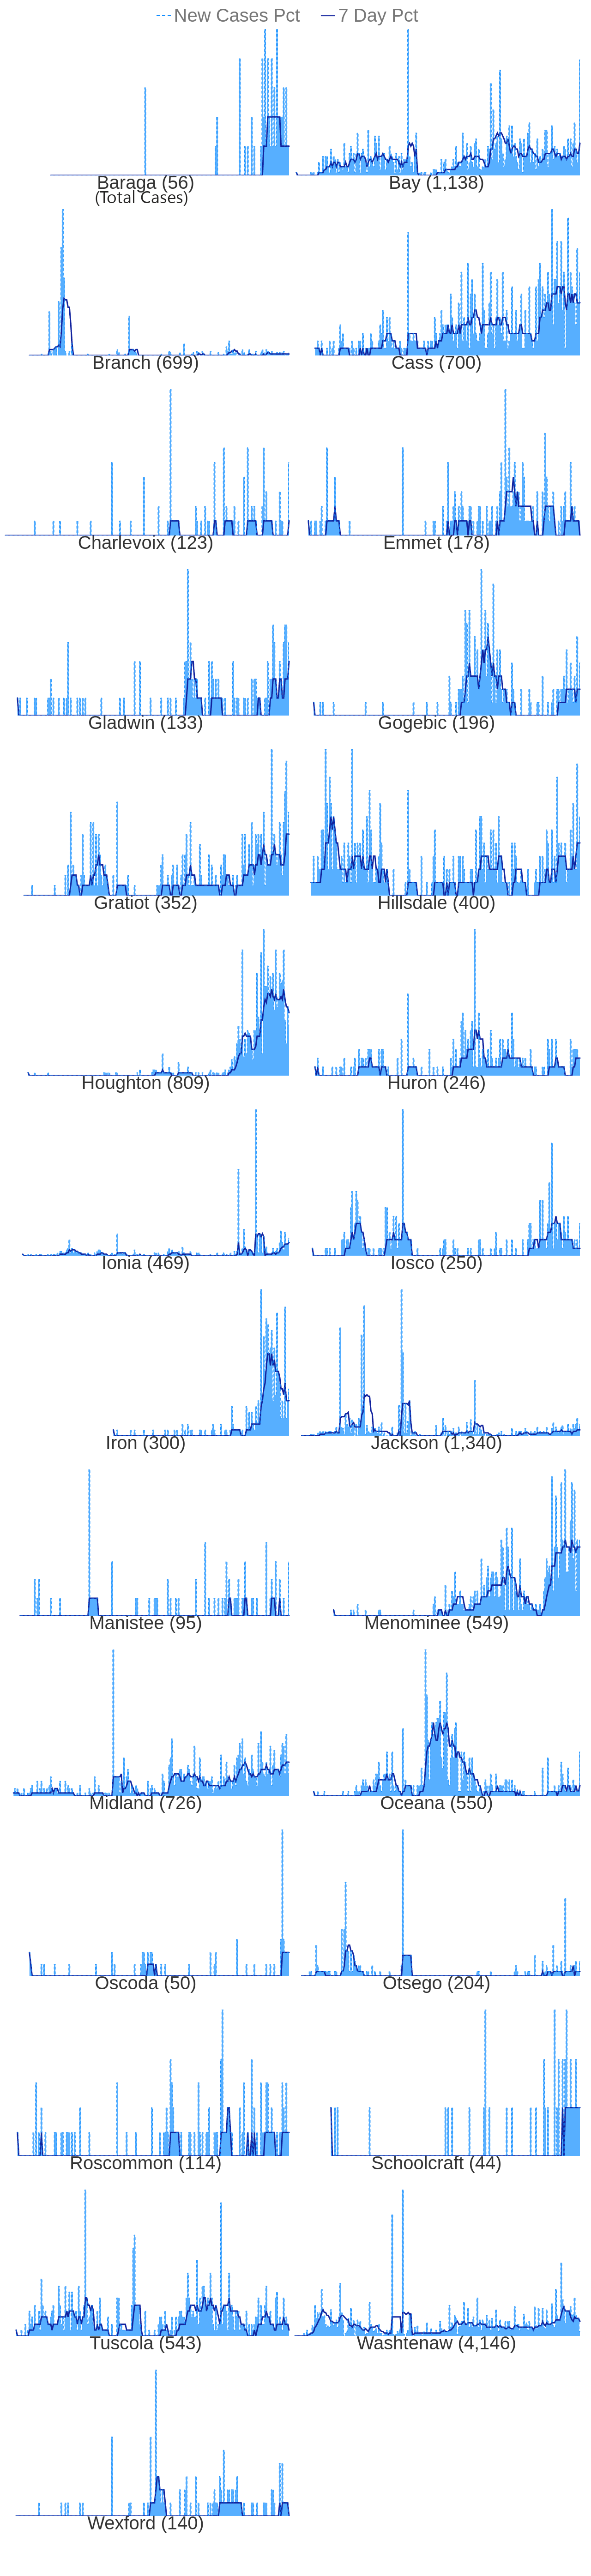 New Cases Pct 7 Day Pct
Baraga (56) Bay (1,138)
(Total Cases)
Branch (699) Cass (700)
Charlevoix (123) Emmet (178)
Gladwin (133) Gogebic (196)
Gratiot (352) Hillsdale (400)
Houghton (809) Huron (246)
Ionia (469) Iosco (250)
Iron (300) Jackson (1,340)
Manistee (95) Menominee (549)
Midland (726) Oceana (550)
Oscoda (50) Otsego (204)
Roscommon (114) Schoolcraft (44)
Tuscola (543) Washtenaw (4,146)
Wexford (140)